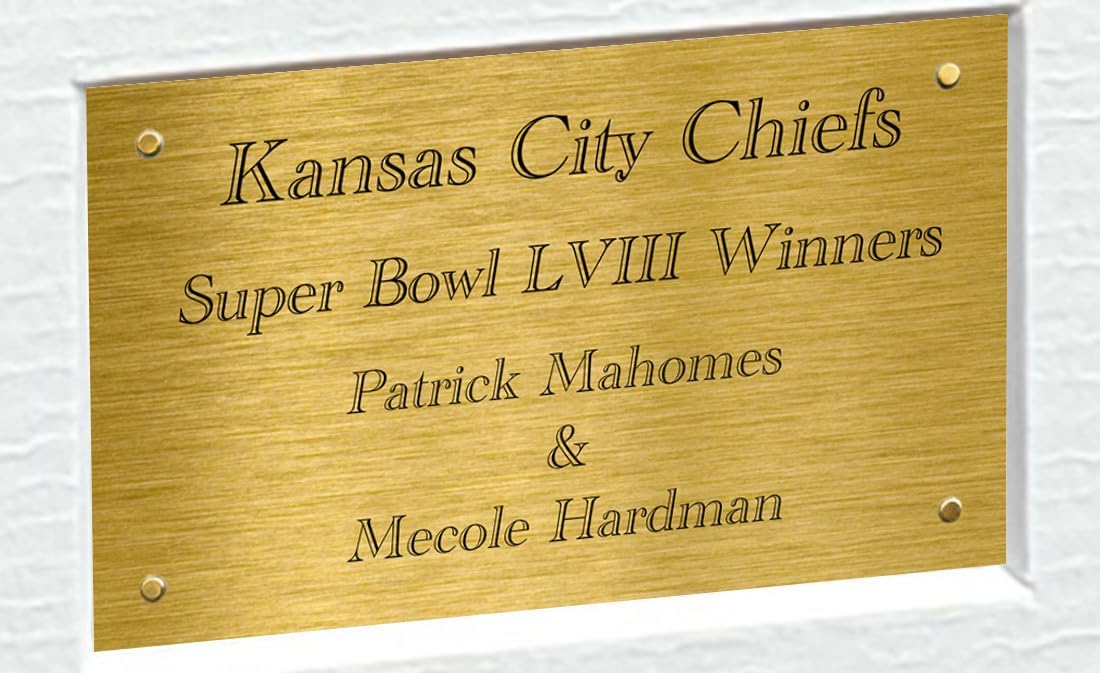 Kansas City Chiefs
Super Bowl LVIII Winners
Patrick Mahomes
&
Mecole Hardman